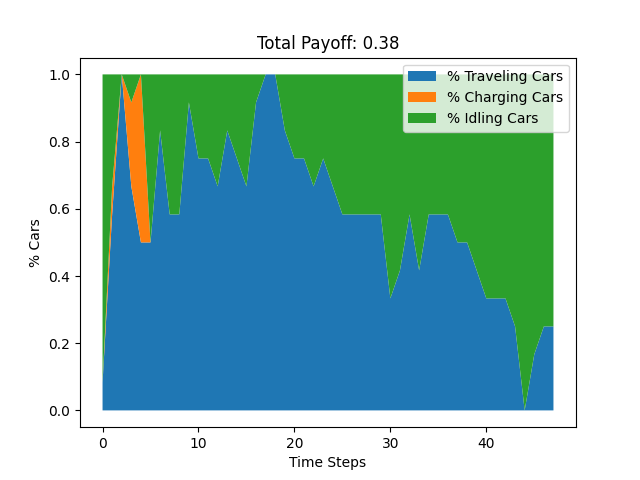 Total Payoff: 0.38
1.0
0.8
0.6
0.4
0.2
0.0
% Cars
% Traveling Cars
% Charging Cars
% Idling Cars
0 10 20 30 40
Time Steps